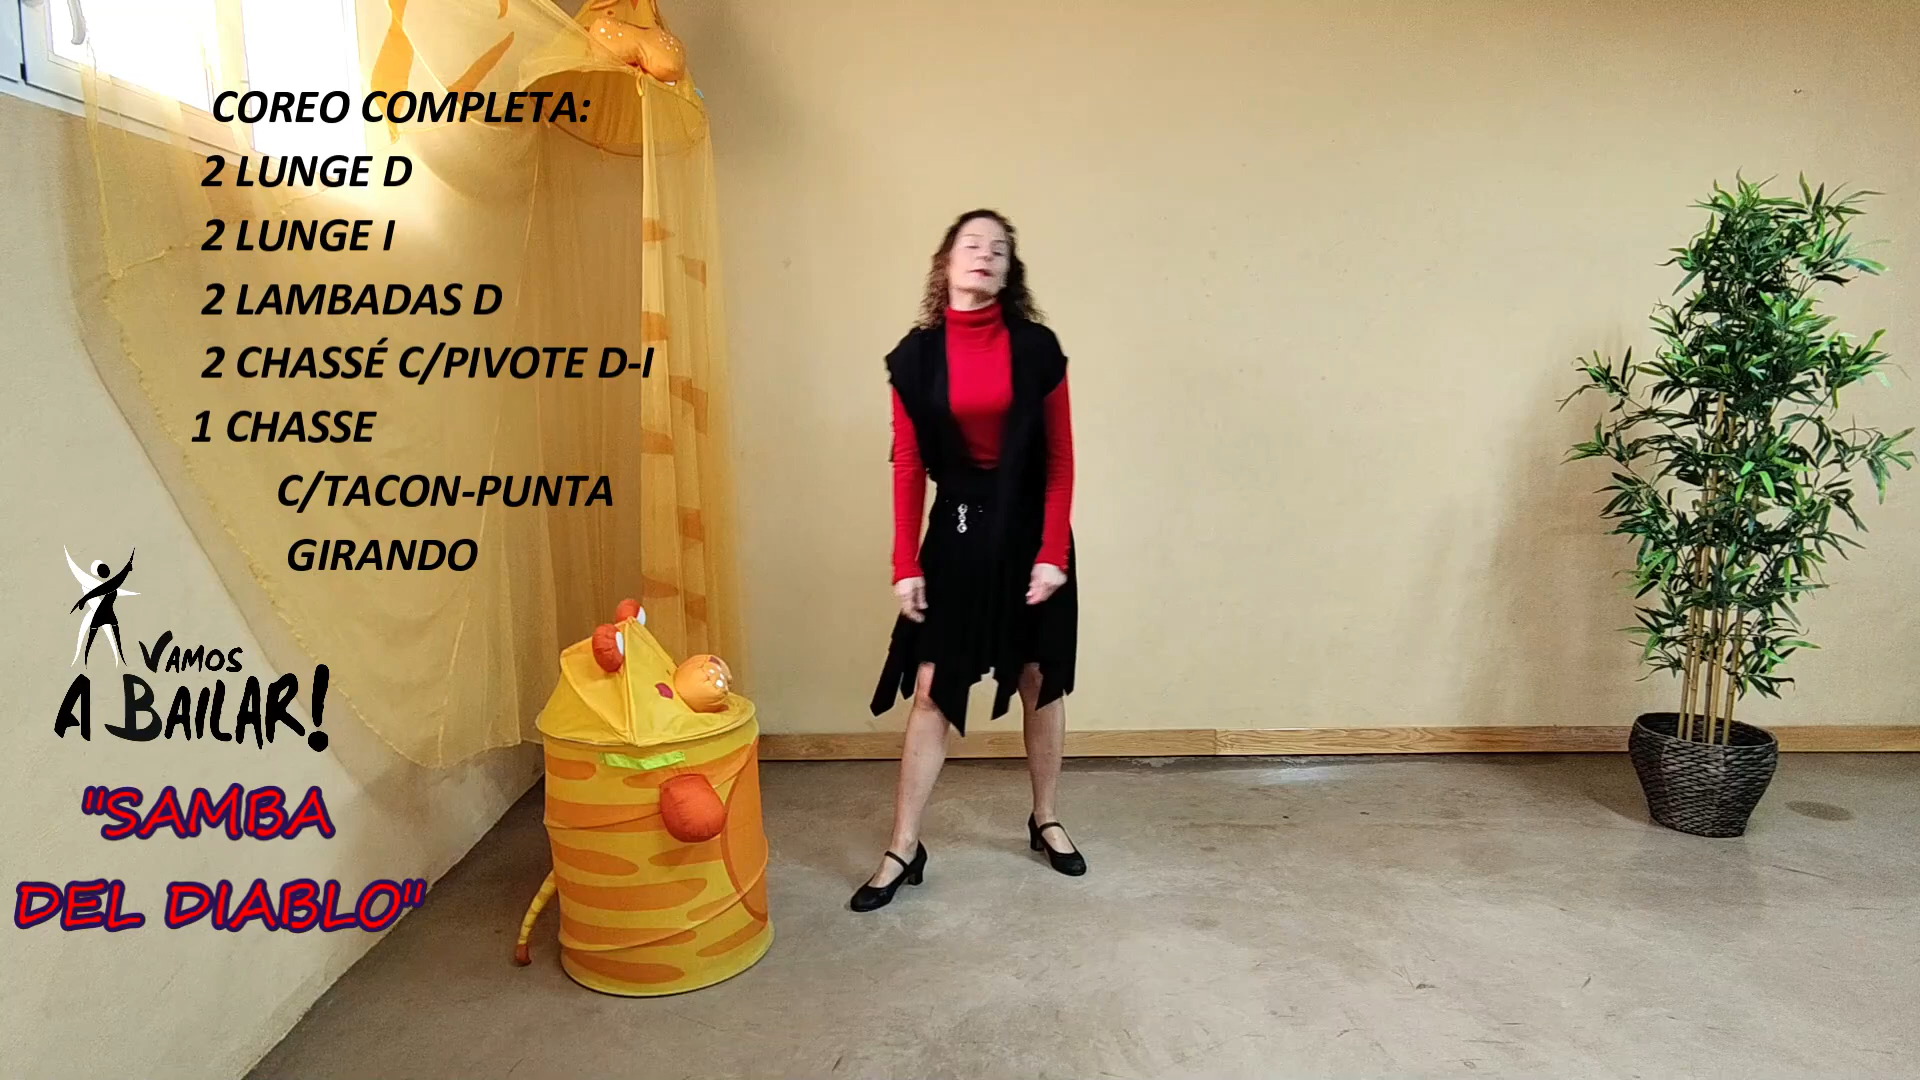 COREO COMPLETA:
2 LUNGE D
2 LUNGE I
2 LAMBADAS D
2 CHASSÉ C/PIVOTE D-I
1 CHASSE
C/TACON-PUNTA
GIRANDO
VAMOS
A BAILAR!
"SAMBA
DEL DIABLO"